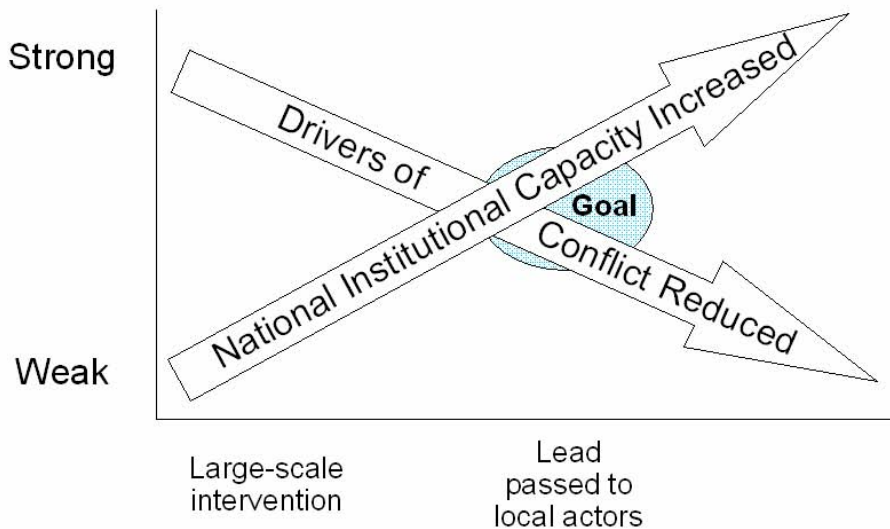 Strong
Drivers of
Conflict Reduced
National Institutional Capacity Increased
Goal
Weak
Large-scale
intervention
Lead
passed to
local actors